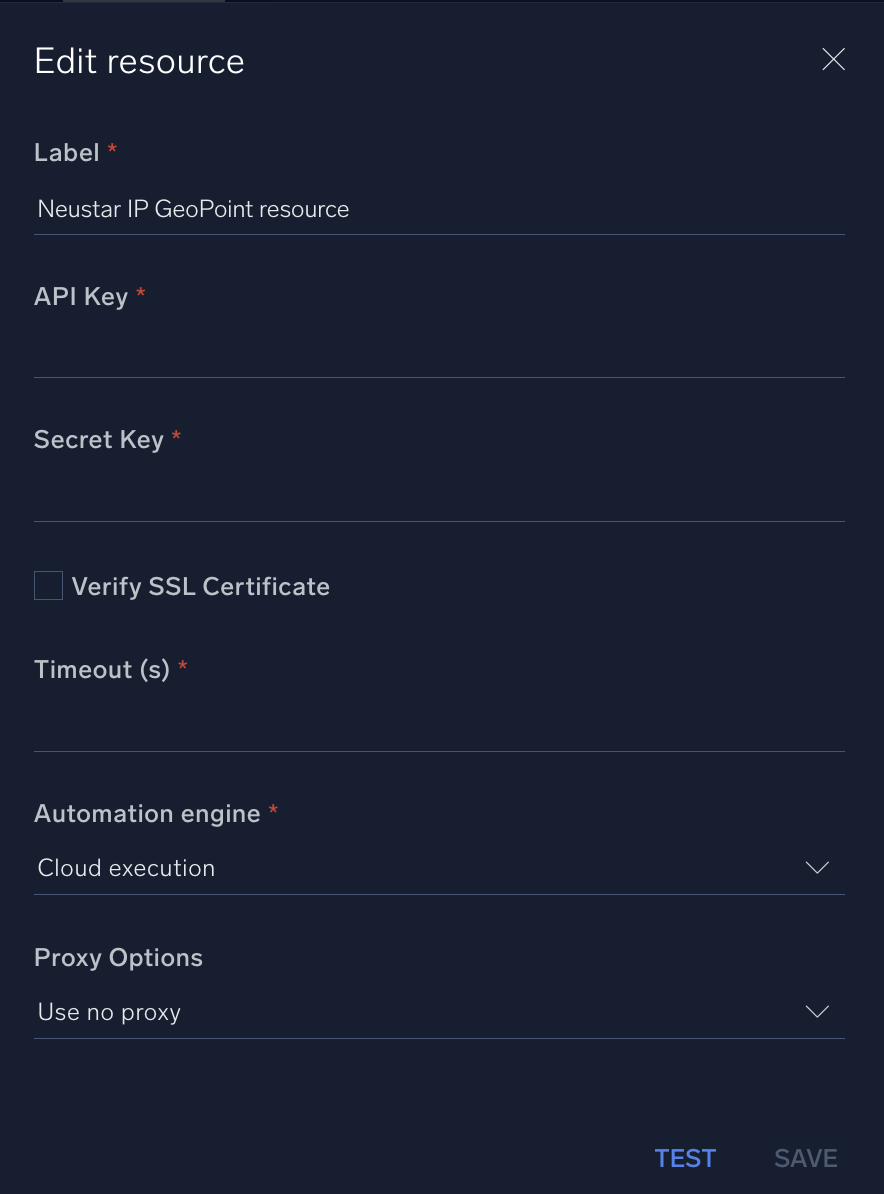 Edit resource
Label *
Neustar IP GeoPoint resource
API Key *
Secret Key *
Verify SSL Certificate
Timeout (s) *
Automation engine *
Cloud execution
Proxy Options
Use no proxy
TEST SAVE